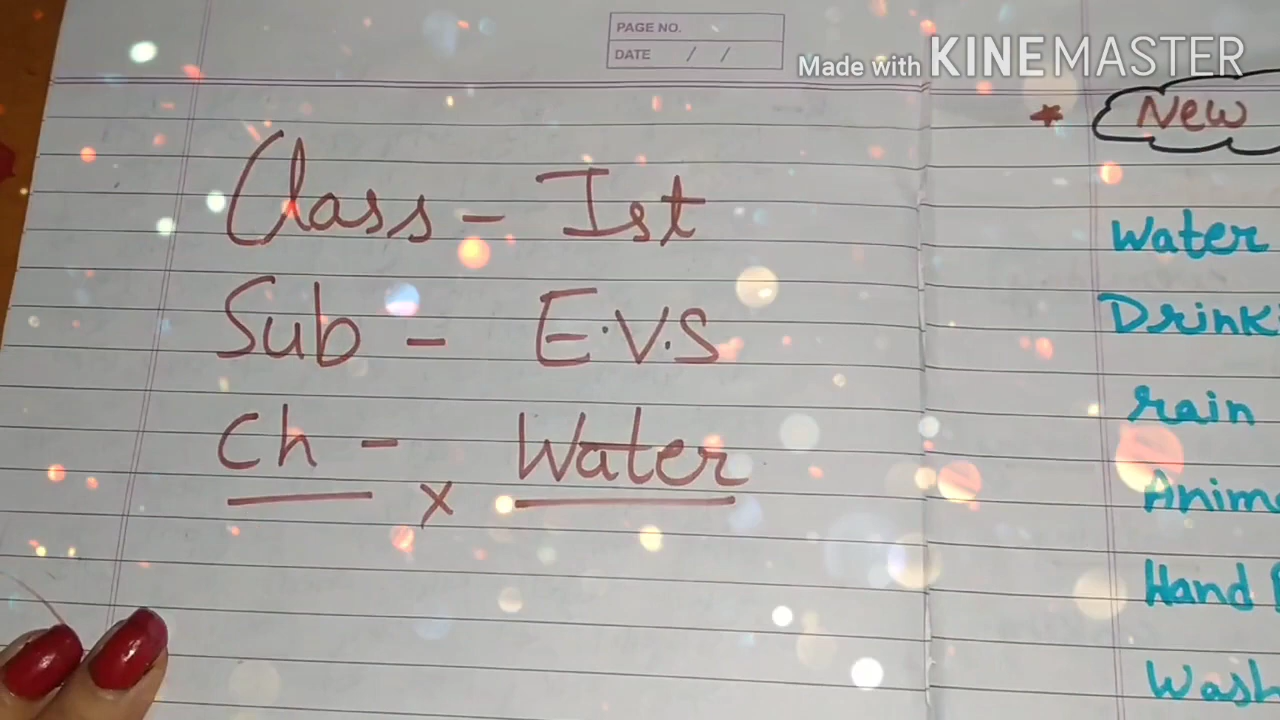 PAGE NO.
DATE / /
Made with KINEMASTER
Class - Ist
Sub - E.V.S
Ch - Water
x
* New
Water
rain
Hand